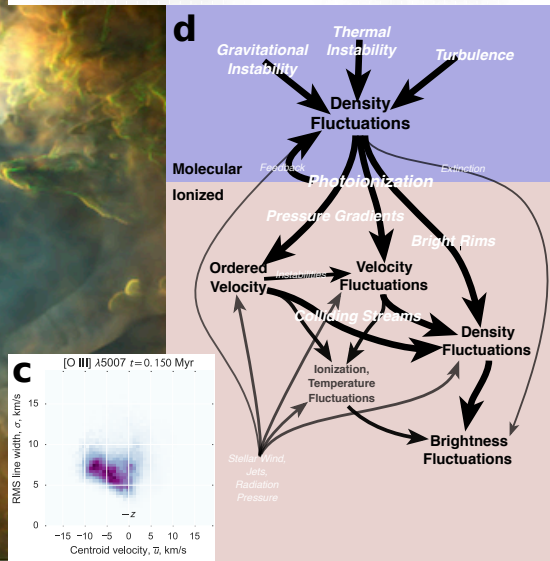 d
Thermal
Instability
Gravitational
Instability
Turbulence
Density
Fluctuations
Molecular
Feedback
Extinction
Ionized
Photoionization
Pressure Gradients
Bright Rims
Ordered
Velocity
Instabilities
Velocity
Fluctuations
Colliding Streams
Density
Fluctuations
Ionization,
Temperature
Fluctuations
Brightness
Fluctuations
Stellar Wind,
Jets,
Radiation
Pressure
c
[O III] λ5007 t=0.150 Myr
RMS line width, σ, km/s
15
10
5
0
−z
−15 −10 −5 0 5 10 15
Centroid velocity, u̅, km/s